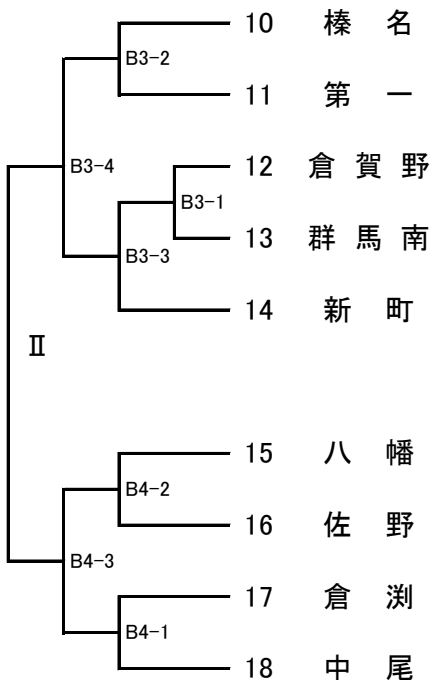 10 榛 名
B3-2
11 第 一
12 倉 賀 野
B3-4
B3-1
13 群 馬 南
B3-3
14 新 町
Ⅱ
15 八 幡
B4-2
16 佐 野
B4-3
17 倉 渕
B4-1
18 中 尾